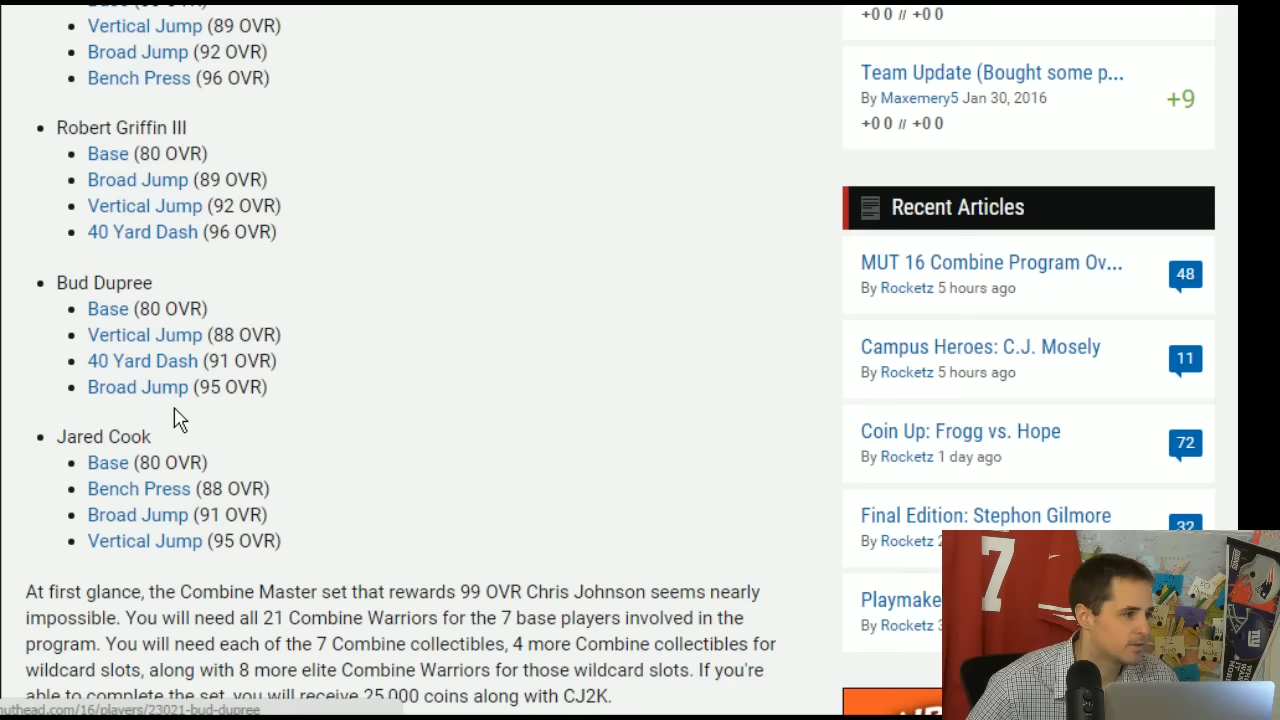 Vertical Jump (89 OVR)
Broad Jump (92 OVR)
Bench Press (96 OVR)
Robert Griffin III
Base (80 OVR)
Broad Jump (89 OVR)
Vertical Jump (92 OVR)
40 Yard Dash (96 OVR)
Bud Dupree
Base (80 OVR)
Vertical Jump (88 OVR)
40 Yard Dash (91 OVR)
Broad Jump (95 OVR)
Jared Cook
Base (80 OVR)
Bench Press (88 OVR)
Broad Jump (91 OVR)
Vertical Jump (95 OVR)
At first glance, the Combine Master set that rewards 99 OVR Chris Johnson seems nearly
impossible. You will need all 21 Combine Warriors for the 7 base players involved in the
program. You will need each of the 7 Combine collectibles, 4 more Combine collectibles for
wildcard slots, along with 8 more elite Combine Warriors for those wildcard slots. If you're
able to complete the set, you will receive 25,000 coins along with CJ2K.
muthead.com/16/players/23021-bud-dupree
+0 0 // +0 0
Team Update (Bought some p...
By Maxemery5 Jan 30, 2016
+9
+0 0 // +0 0
Recent Articles
MUT 16 Combine Program Ov...
By Rocketz 5 hours ago
48
Campus Heroes: C.J. Mosely
By Rocketz 5 hours ago
11
Coin Up: Frogg vs. Hope
By Rocketz 1 day ago
72
Final Edition: Stephon Gilmore
By Rocketz
32
Playmake
By Rocketz
7